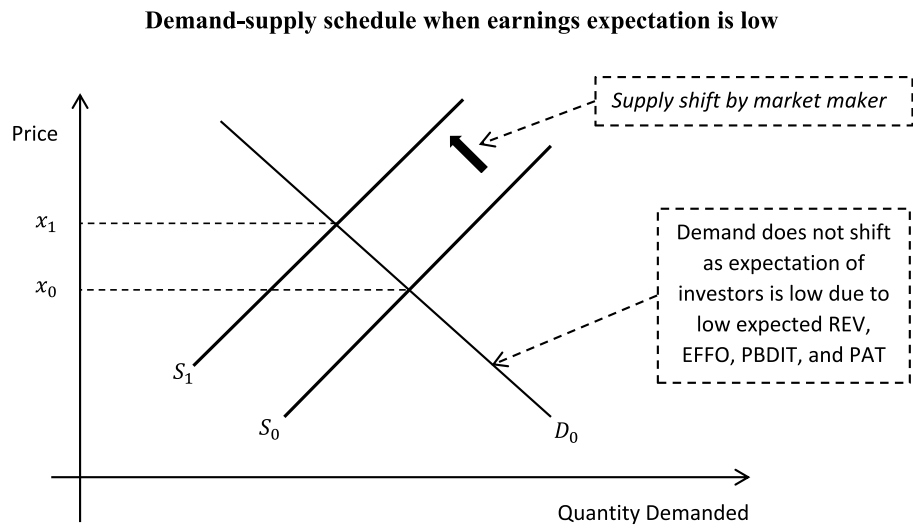 Demand-supply schedule when earnings expectation is low
Supply shift by market maker
Price
x₁
Demand does not shift
as expectation of
investors is low due to
low expected REV,
EFFO, PBDIT, and PAT
x₀
S₁
S₀
D₀
Quantity Demanded